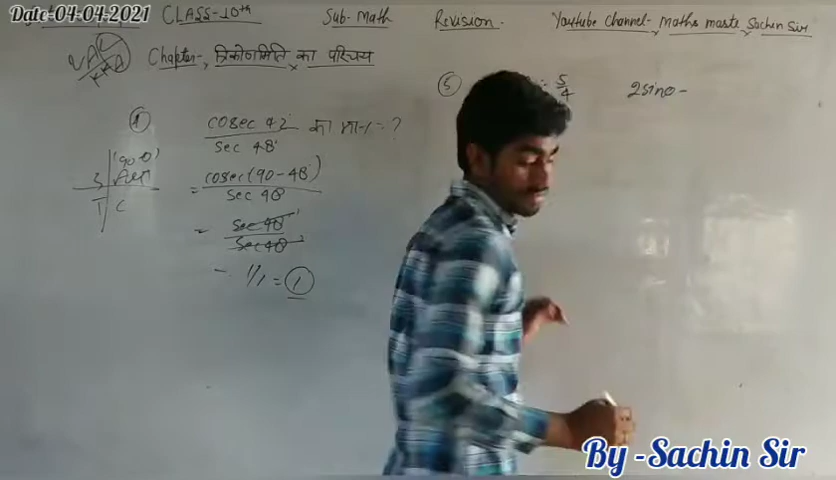 Date-04-04-2021
CLASS-10th
Sub- Math
Revision.
Youtube Channel- Maths masta Sachin Sir
Chapter- त्रिकोणमिति का परिचय
① cosec 42° / sec 48° का मान = ?
(90-θ)
S
T C
= cosec(90-48°) / sec 48
= sec 48° / sec 48°
= 1/1 = ①
⑤ = 5/4 2sinθ -
By -Sachin Sir